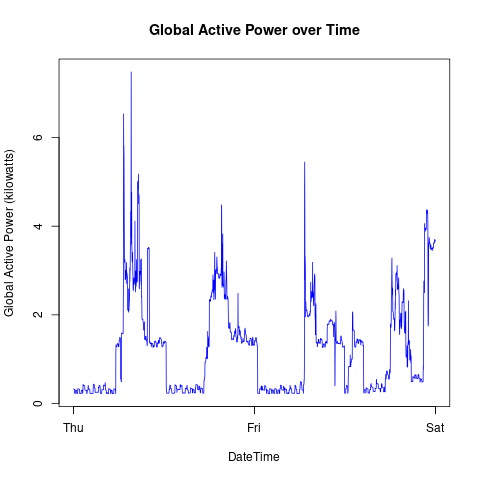 Global Active Power over Time
Global Active Power (kilowatts)
6
4
2
0
Thu Fri Sat
DateTime